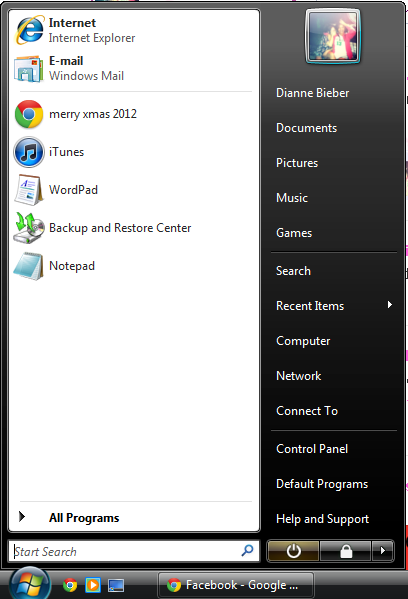 Internet
Internet Explorer
E-mail
Windows Mail
merry xmas 2012
iTunes
WordPad
Backup and Restore Center
Notepad
All Programs
Start Search
Dianne Bieber
Documents
Pictures
Music
Games
Search
Recent Items
Computer
Network
Connect To
Control Panel
Default Programs
Help and Support
Facebook - Google ...